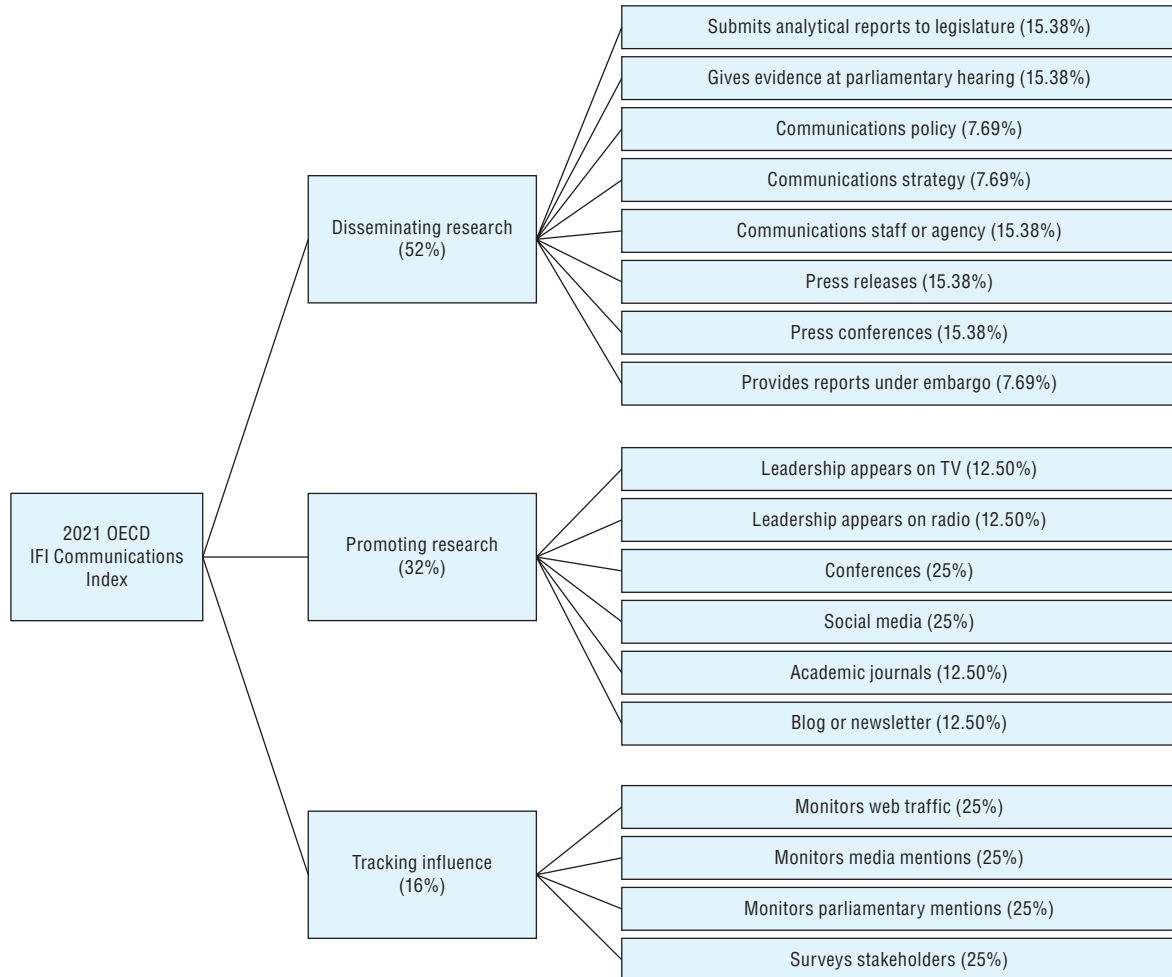 2021 OECD
IFI Communications
Index
Disseminating research
(52%)
Submits analytical reports to legislature (15.38%)
Gives evidence at parliamentary hearing (15.38%)
Communications policy (7.69%)
Communications strategy (7.69%)
Communications staff or agency (15.38%)
Press releases (15.38%)
Press conferences (15.38%)
Provides reports under embargo (7.69%)
Promoting research
(32%)
Leadership appears on TV (12.50%)
Leadership appears on radio (12.50%)
Conferences (25%)
Social media (25%)
Academic journals (12.50%)
Blog or newsletter (12.50%)
Tracking influence
(16%)
Monitors web traffic (25%)
Monitors media mentions (25%)
Monitors parliamentary mentions (25%)
Surveys stakeholders (25%)